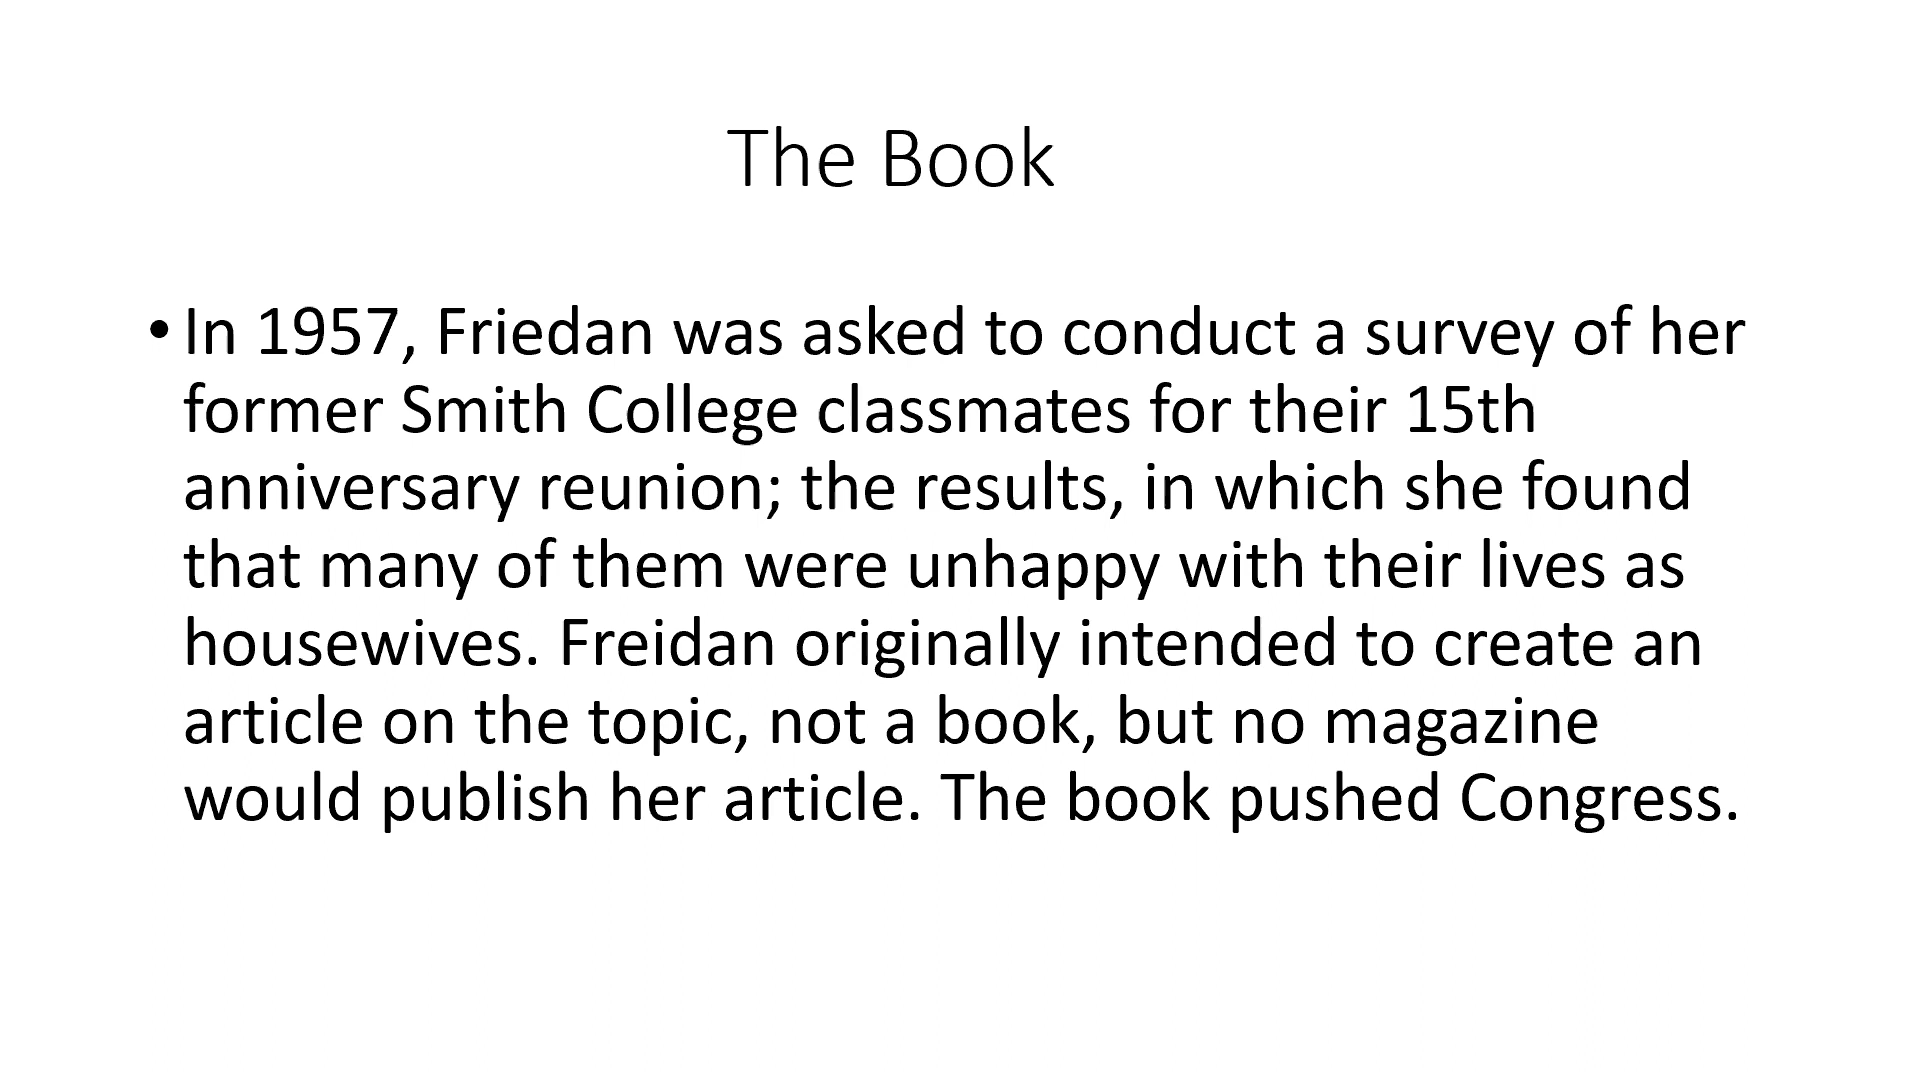 The Book
• In 1957, Friedan was asked to conduct a survey of her
former Smith College classmates for their 15th
anniversary reunion; the results, in which she found
that many of them were unhappy with their lives as
housewives. Freidan originally intended to create an
article on the topic, not a book, but no magazine
would publish her article. The book pushed Congress.